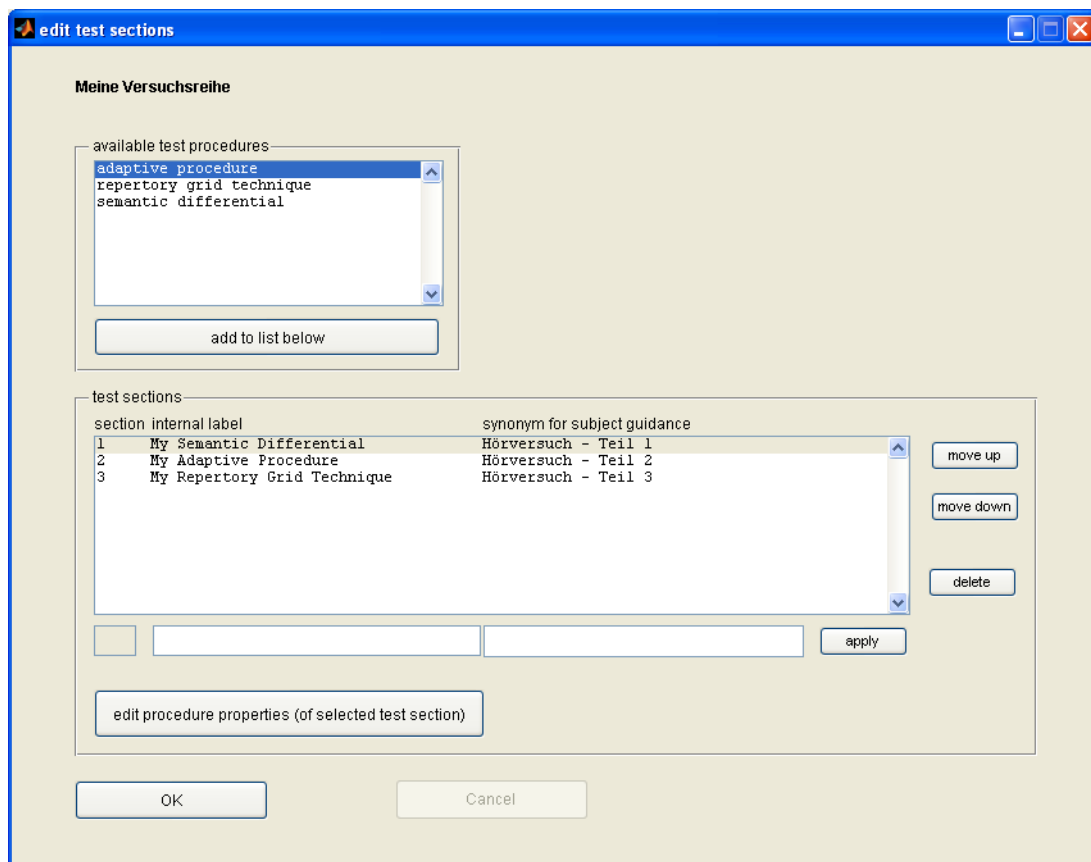 edit test sections
Meine Versuchsreihe
available test procedures
adaptive procedure
repertory grid technique
semantic differential
add to list below
test sections
section internal label synonym for subject guidance
1 My Semantic Differential Hörversuch - Teil 1
2 My Adaptive Procedure Hörversuch - Teil 2
3 My Repertory Grid Technique Hörversuch - Teil 3
move up
move down
delete
apply
edit procedure properties (of selected test section)
OK Cancel